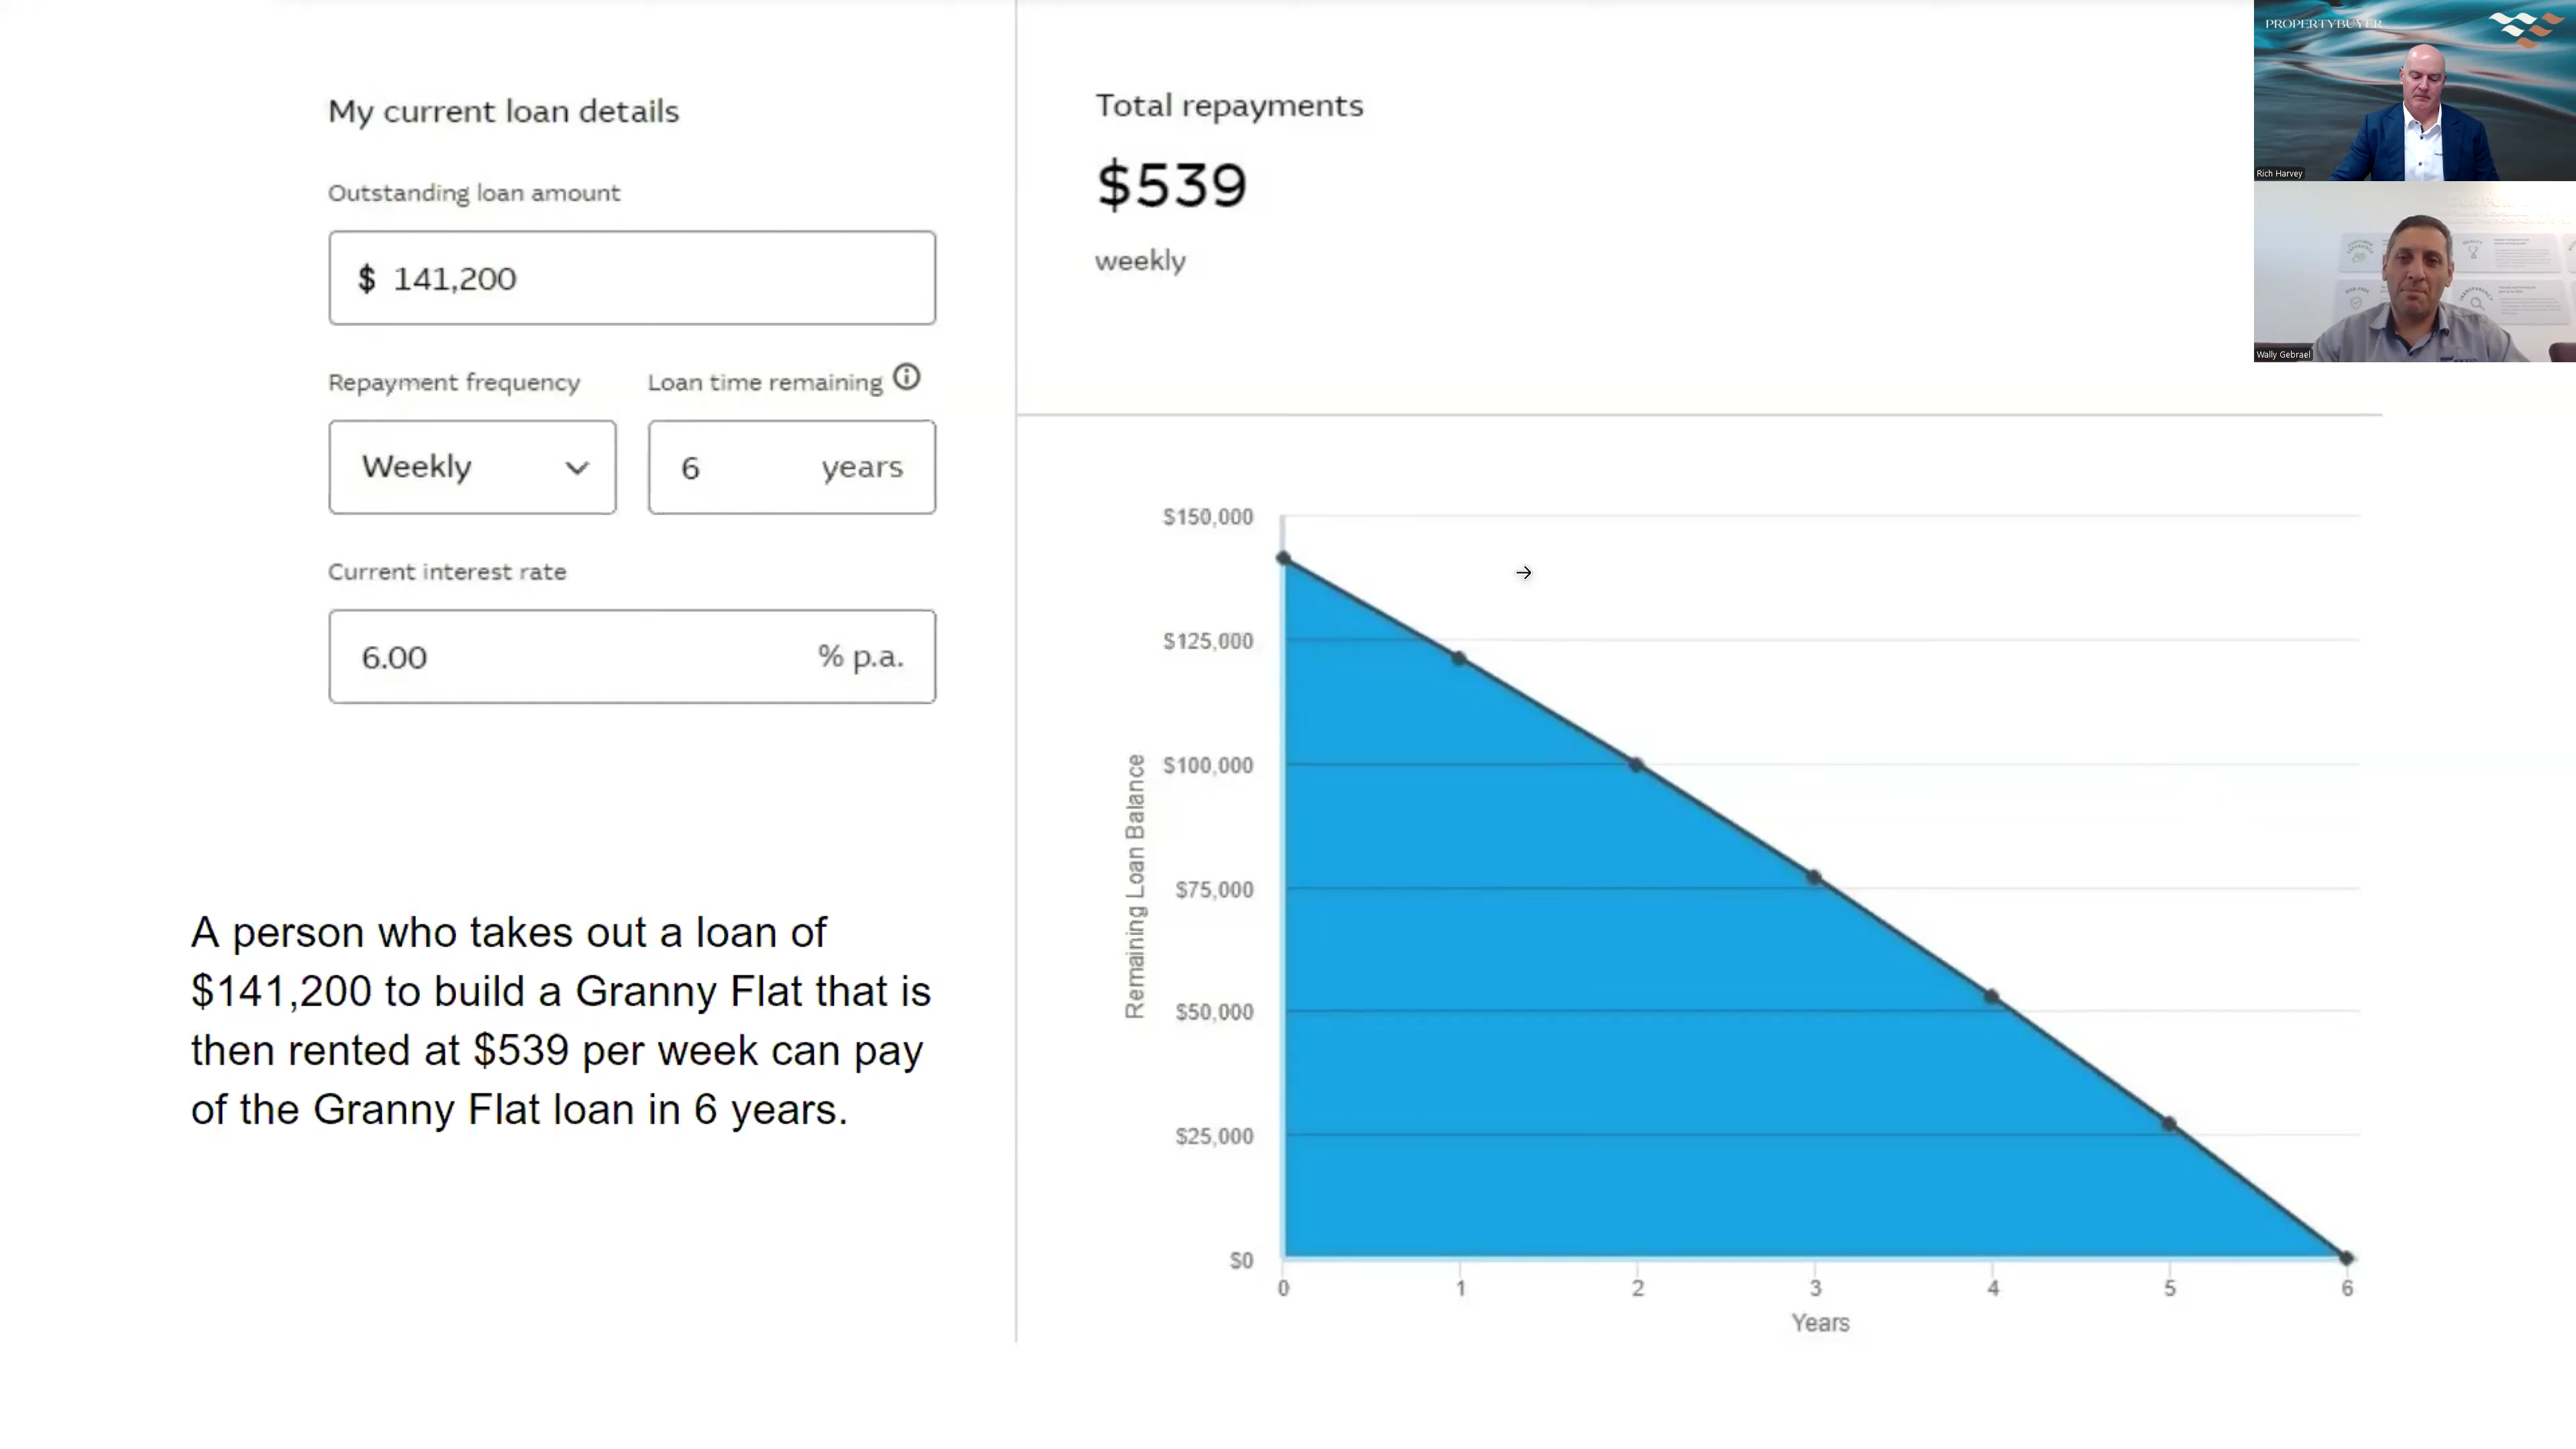 My current loan details
Outstanding loan amount
$ 141,200
Repayment frequency
Loan time remaining
Weekly
6 years
Current interest rate
6.00 % p.a.
A person who takes out a loan of
$141,200 to build a Granny Flat that is
then rented at $539 per week can pay
of the Granny Flat loan in 6 years.
Total repayments
$539
weekly
Remaining Loan Balance
$150,000
$125,000
$100,000
$75,000
$50,000
$25,000
$0
0 1 2 3 4 5 6
Years
PROPERTYBUYER
Rich Harvey
Wally Gebrael